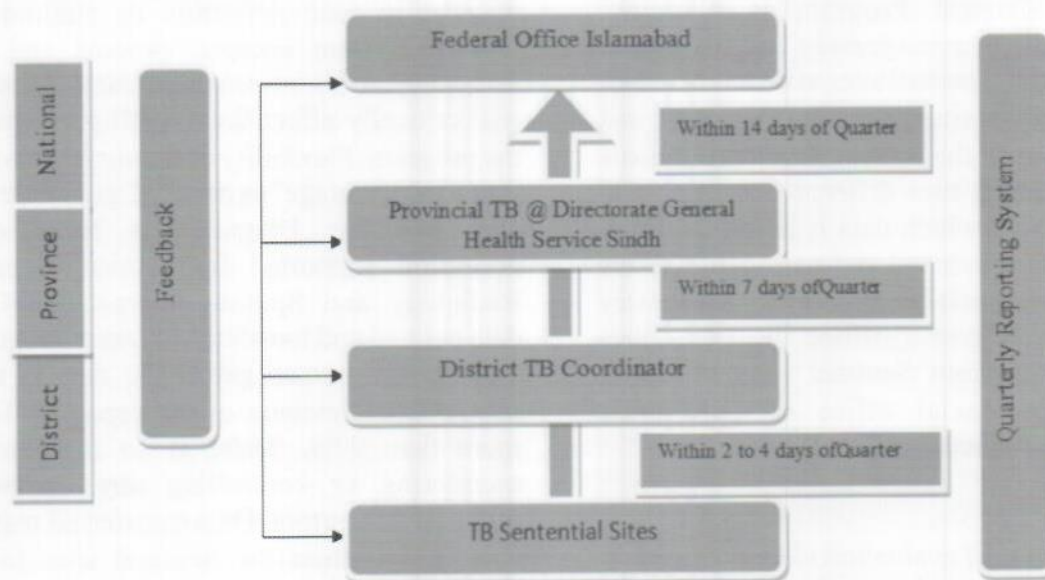 Federal Office Islamabad
Within 14 days of Quarter
Provincial TB @ Directorate General
Health Service Sindh
Within 7 days ofQuarter
District TB Coordinator
Within 2 to 4 days ofQuarter
TB Sentential Sites
National
Province
District
Feedback
Quarterly Reporting System